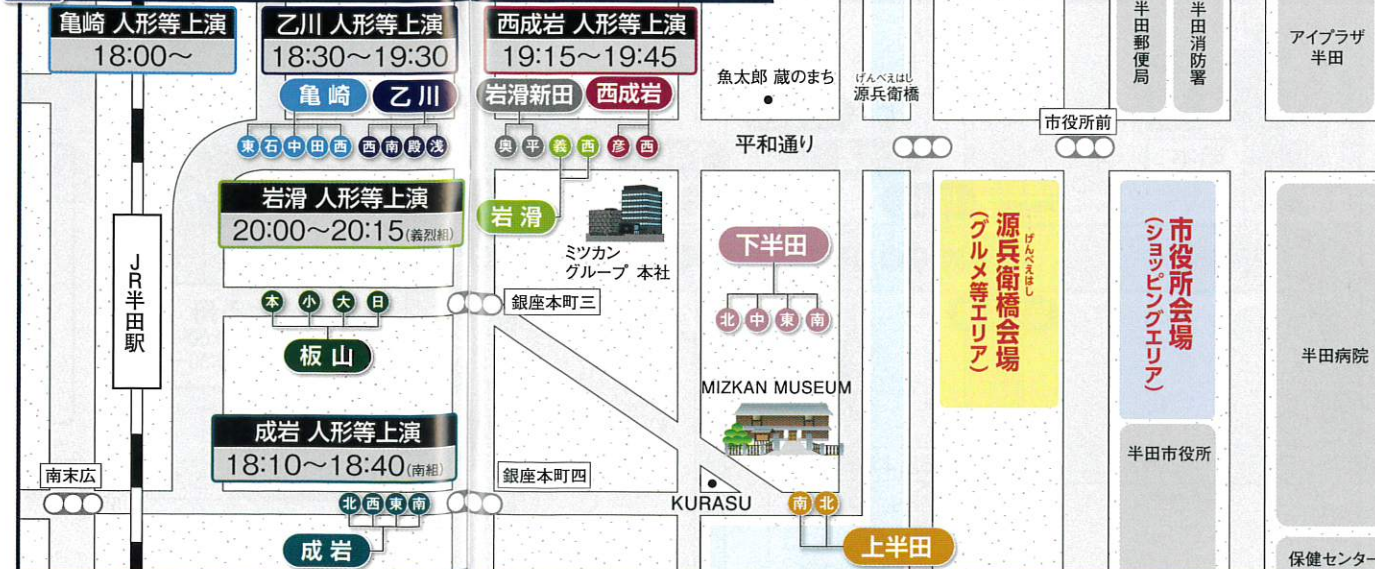 亀崎 人形等上演
18:00〜
乙川 人形等上演
18:30〜19:30
西成岩 人形等上演
19:15〜19:45
半田郵便局
半田消防署
アイプラザ
半田
亀崎
乙川
岩滑新田
西成岩
魚太郎 蔵のまち
げんべえはし
源兵衛橋
市役所前
東 石 中 田 西
西 南 殿 浅
奥 平 義 西 彦 西
平和通り
岩滑 人形等上演
20:00〜20:15(義烈組)
岩滑
ミツカン
グループ 本社
下半田
北 中 東 南
げんべえはし
源兵衛橋会場
(グルメ等エリア)
市役所会場
(ショッピングエリア)
JR半田駅
本 小 大 日
板山
銀座本町三
半田病院
MIZKAN MUSEUM
成岩 人形等上演
18:10〜18:40(南組)
半田市役所
南末広
銀座本町四
北 西 東 南
KURASU
南 北
成岩
上半田
保健センター